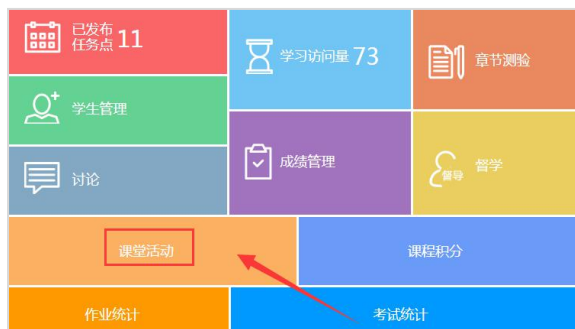 已发布
任务点 11
学习访问量 73
章节测验
学生管理
讨论
成绩管理
督导
督学
课堂活动
课程积分
作业统计
考试统计